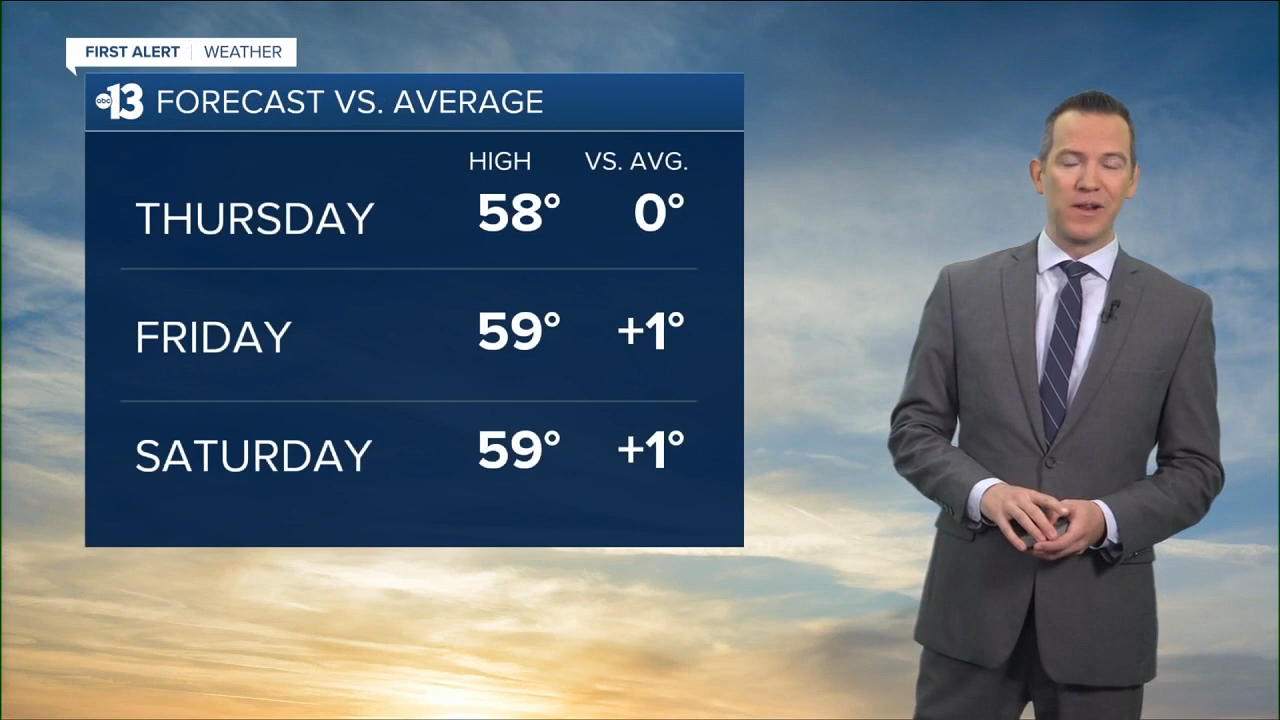 FIRST ALERT | WEATHER
abc 13 FORECAST VS. AVERAGE
HIGH VS. AVG.
THURSDAY 58° 0°
FRIDAY 59° +1°
SATURDAY 59° +1°